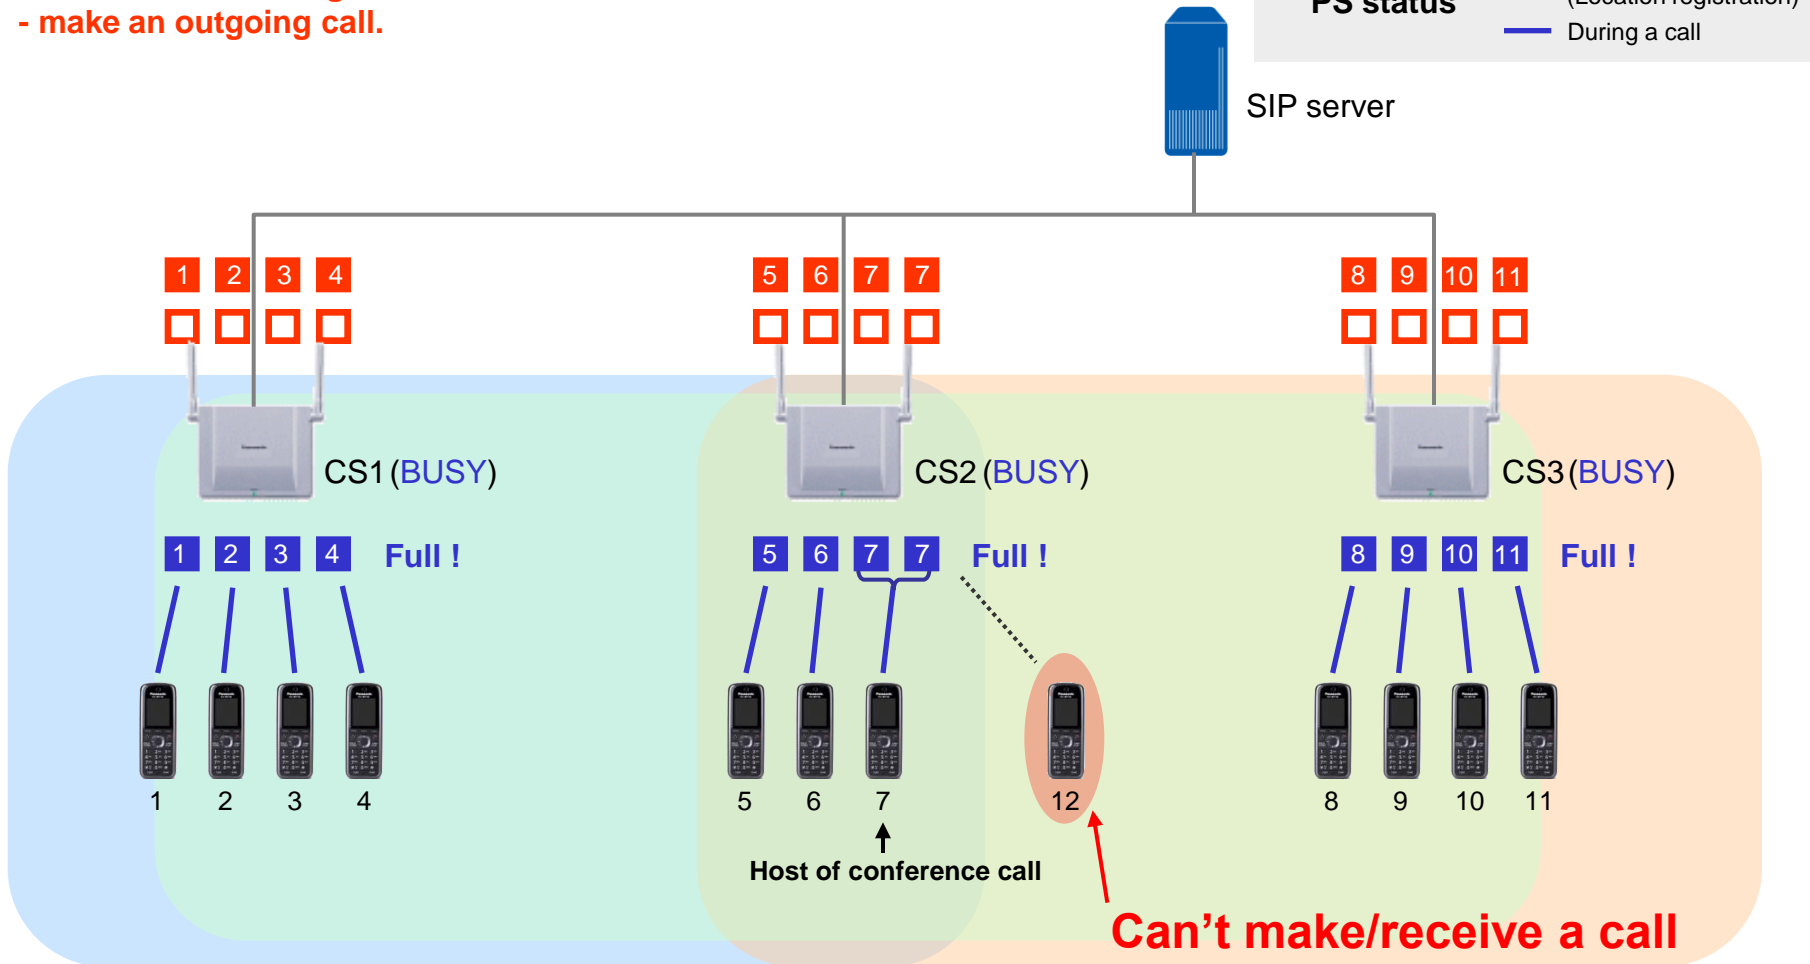 - make an outgoing call.
PS status
(Location registration)
During a call
SIP server
1 2 3 4
5 6 7 7
8 9 10 11
CS1 (BUSY)
CS2 (BUSY)
CS3 (BUSY)
1 2 3 4 Full !
5 6 7 7 Full !
8 9 10 11 Full !
1 2 3 4
5 6 7 12
8 9 10 11
Host of conference call
Can’t make/receive a call